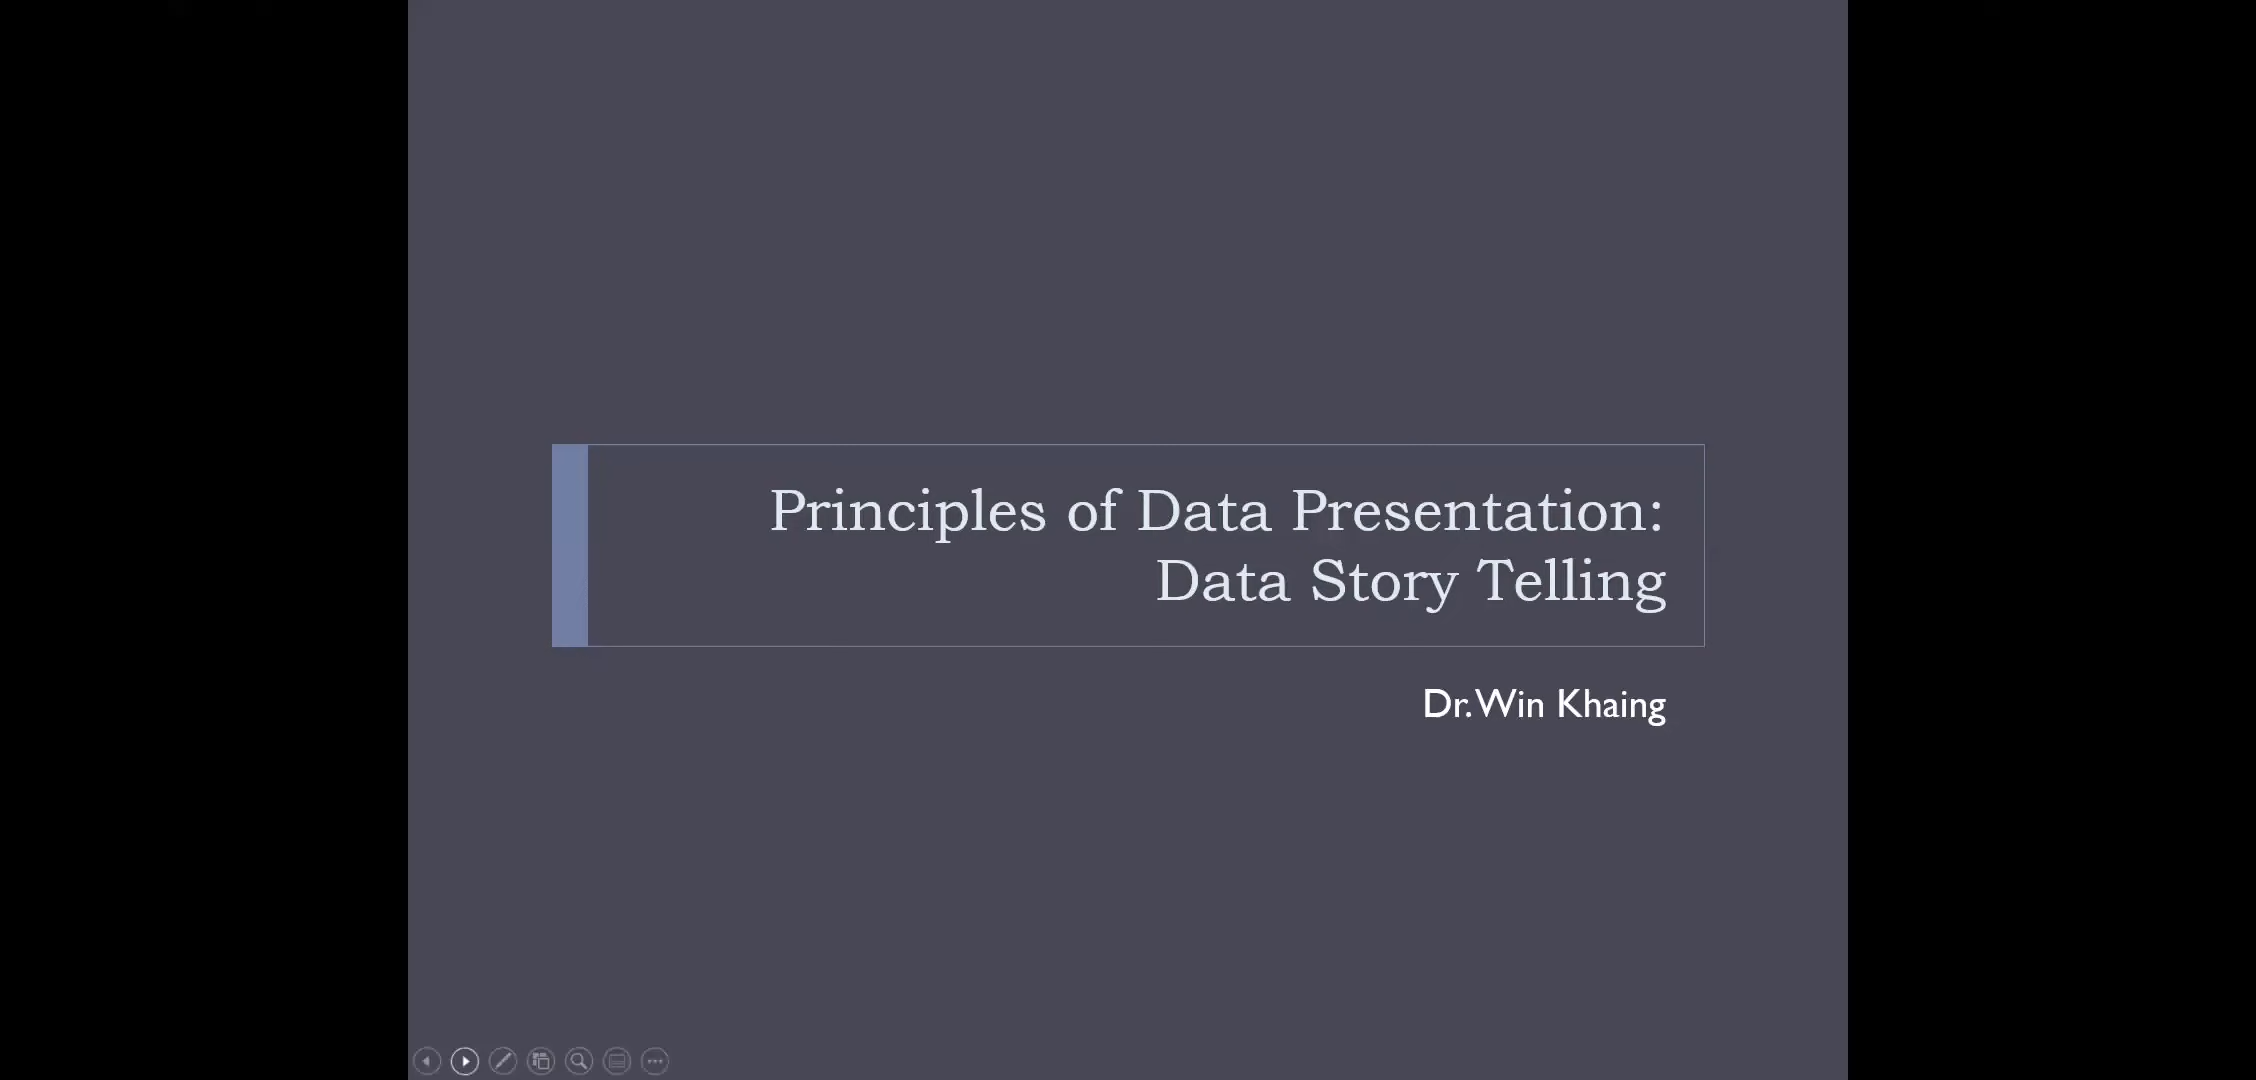 Principles of Data Presentation:
Data Story Telling
Dr. Win Khaing